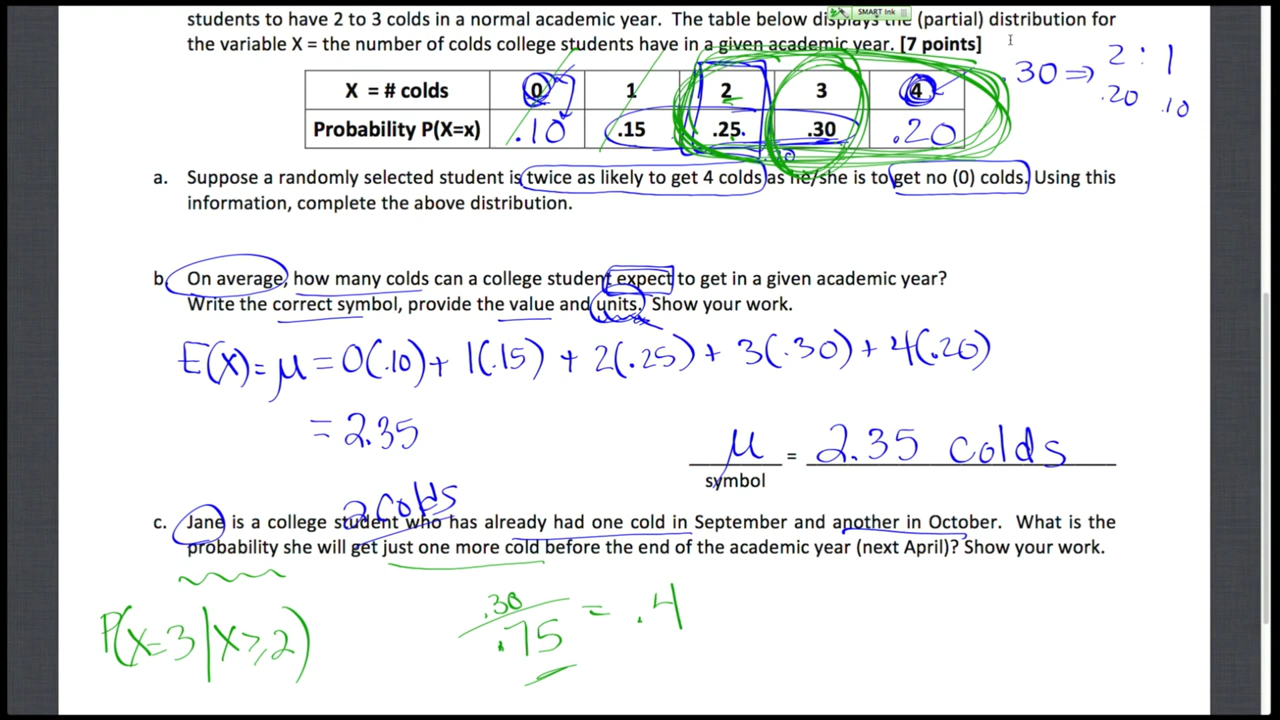 SMART Ink
students to have 2 to 3 colds in a normal academic year. The table below displays the (partial) distribution for
the variable X = the number of colds college students have in a given academic year. [7 points]
.30 ⇒ 2 : 1
.20 .10
X = # colds 0 1 2 3 4
Probability P(X=x) .10 .15 .25 .30 .20
a. Suppose a randomly selected student is twice as likely to get 4 colds as he/she is to get no (0) colds. Using this
information, complete the above distribution.
b. On average, how many colds can a college student expect to get in a given academic year?
Write the correct symbol, provide the value and units. Show your work.
E(X) = μ = 0(.10) + 1(.15) + 2(.25) + 3(.30) + 4(.20)
= 2.35
μ = 2.35 colds
symbol
2 colds
c. Jane is a college student who has already had one cold in September and another in October. What is the
probability she will get just one more cold before the end of the academic year (next April)? Show your work.
P(X=3|X≥2) .30/.75 = .4